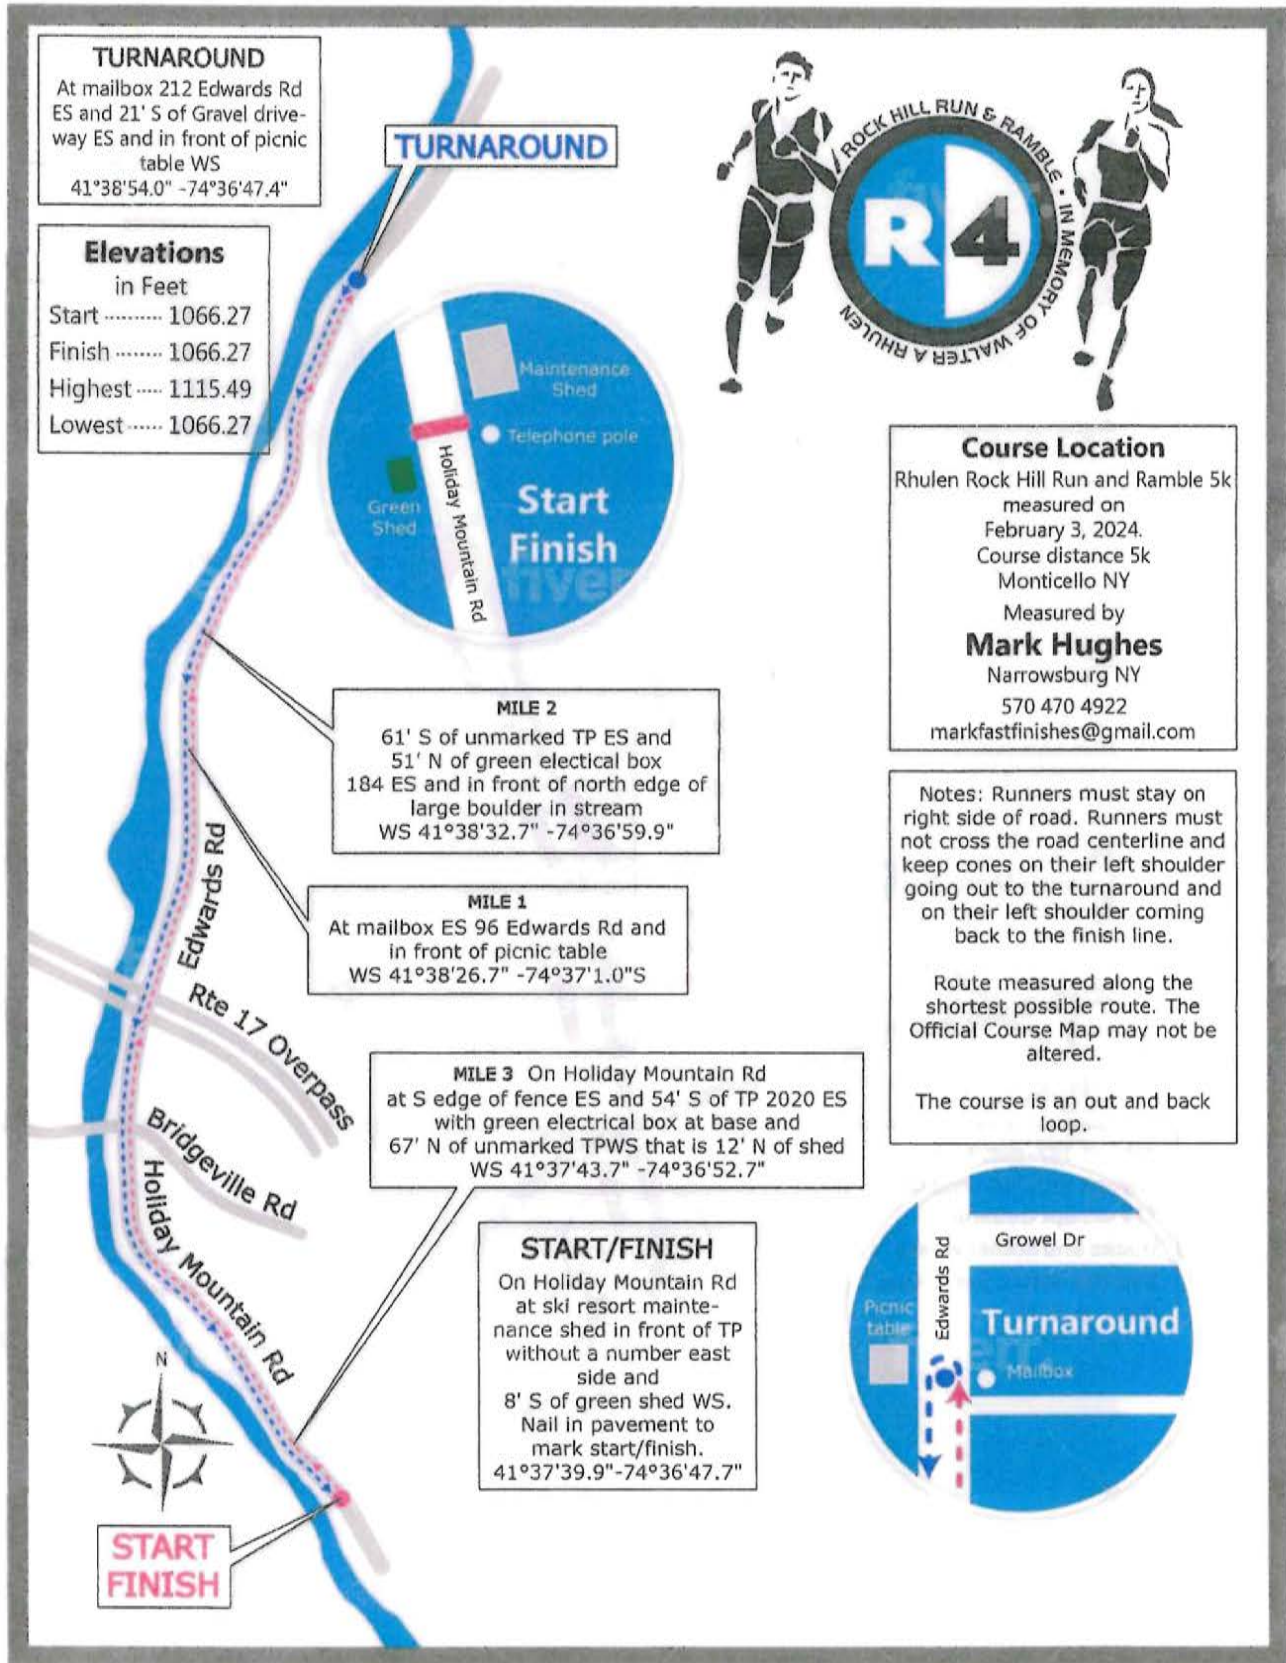 TURNAROUND
At mailbox 212 Edwards Rd
ES and 21' S of Gravel drive-
way ES and in front of picnic
table WS
41°38'54.0" -74°36'47.4"
TURNAROUND
ROCK HILL RUN & RAMBLE • IN MEMORY OF WALTER A RHULEN
R4
Elevations
in Feet
Start ·········· 1066.27
Finish ········ 1066.27
Highest ····· 1115.49
Lowest ······ 1066.27
Maintenance
Shed
Telephone pole
Green
Shed
Holiday Mountain Rd
Start
Finish
fiverr
Course Location
Rhulen Rock Hill Run and Ramble 5k
measured on
February 3, 2024.
Course distance 5k
Monticello NY
Measured by
Mark Hughes
Narrowsburg NY
570 470 4922
markfastfinishes@gmail.com
MILE 2
61' S of unmarked TP ES and
51' N of green electical box
184 ES and in front of north edge of
large boulder in stream
WS 41°38'32.7" -74°36'59.9"
Notes: Runners must stay on
right side of road. Runners must
not cross the road centerline and
keep cones on their left shoulder
going out to the turnaround and
on their left shoulder coming
back to the finish line.
Route measured along the
shortest possible route. The
Official Course Map may not be
altered.
The course is an out and back
loop.
Edwards Rd
MILE 1
At mailbox ES 96 Edwards Rd and
in front of picnic table
WS 41°38'26.7" -74°37'1.0"S
Rte 17 Overpass
MILE 3 On Holiday Mountain Rd
at S edge of fence ES and 54' S of TP 2020 ES
with green electrical box at base and
67' N of unmarked TPWS that is 12' N of shed
WS 41°37'43.7" -74°36'52.7"
Bridgeville Rd
Holiday Mountain Rd
START/FINISH
On Holiday Mountain Rd
at ski resort mainte-
nance shed in front of TP
without a number east
side and
8' S of green shed WS.
Nail in pavement to
mark start/finish.
41°37'39.9"-74°36'47.7"
Growel Dr
Edwards Rd
Picnic
table
Turnaround
Mailbox
N
START
FINISH